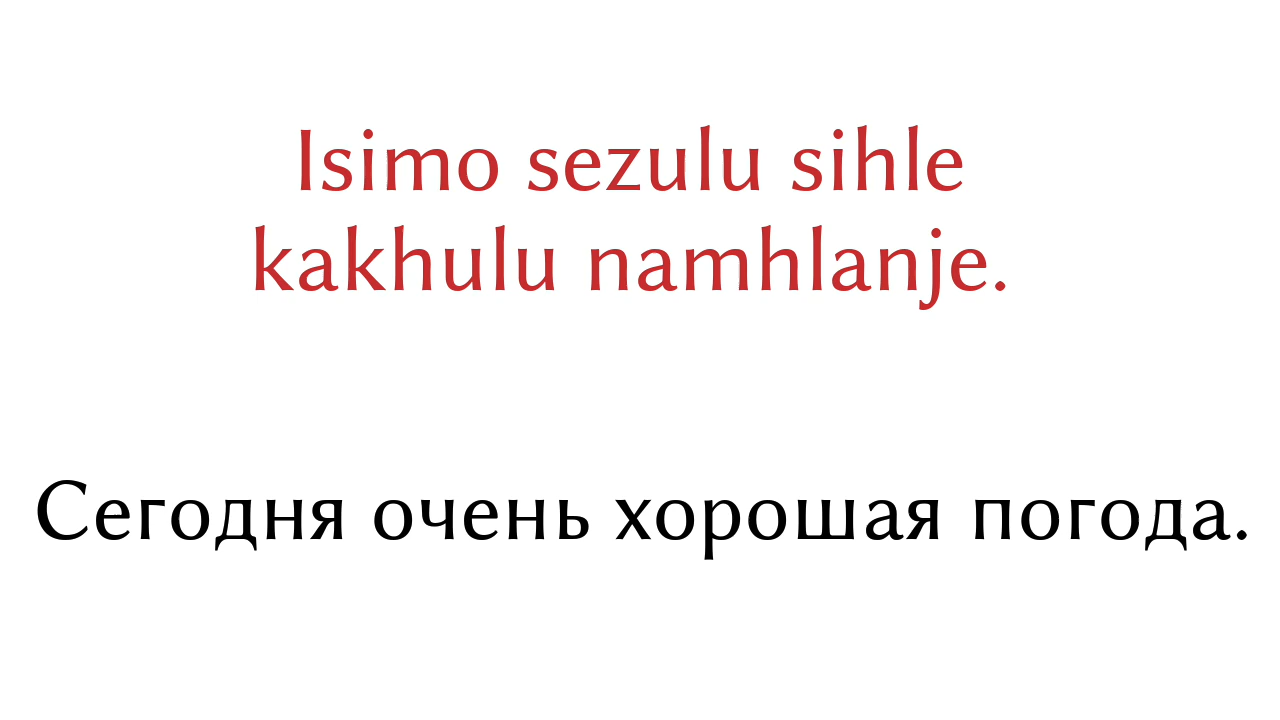 Isimo sezulu sihle
kakhulu namhlanje.
Сегодня очень хорошая погода.